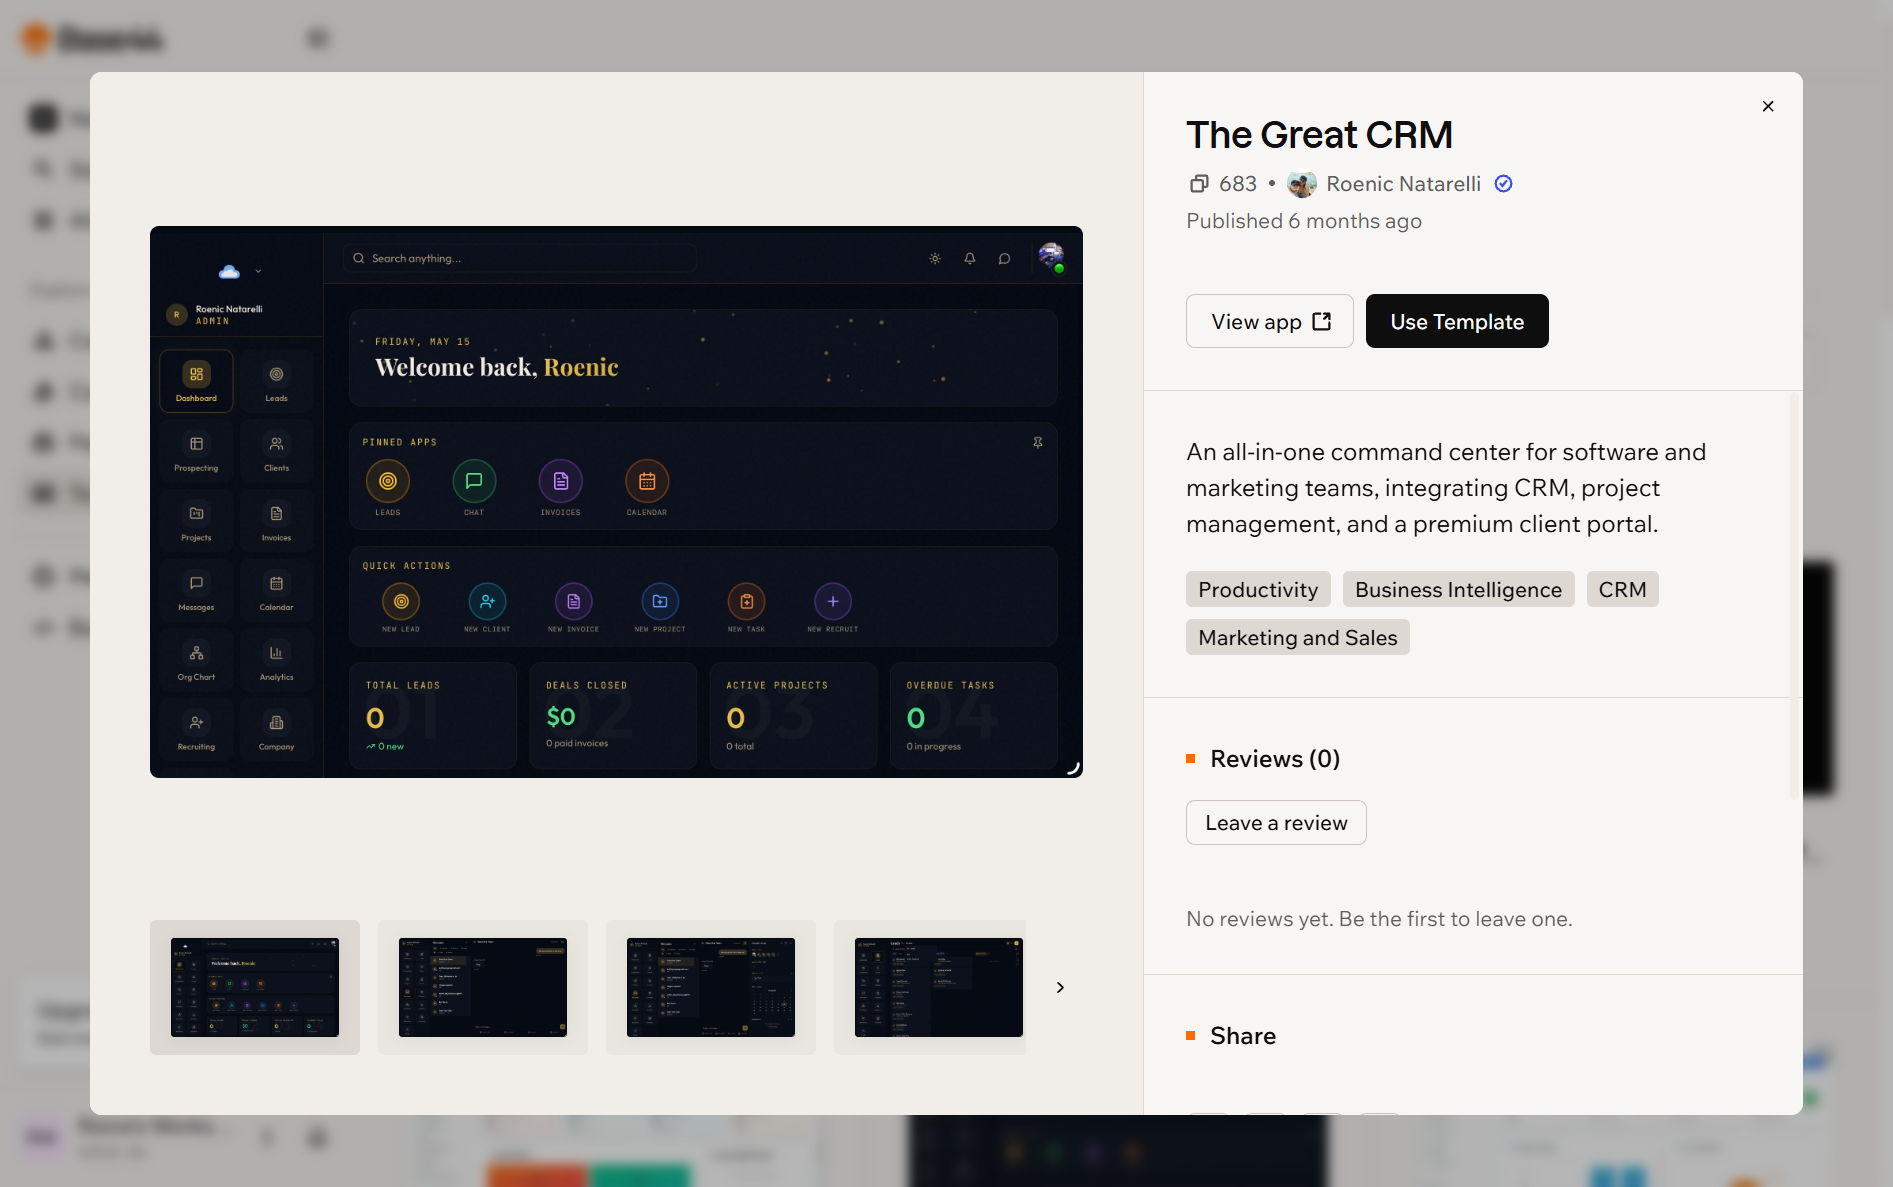 Base44
Search anything...
Roenic Natarelli
R
ADMIN
Dashboard
Leads
Prospecting
Clients
Projects
Invoices
Messages
Calendar
Org Chart
Analytics
Recruiting
Company
FRIDAY, MAY 15
Welcome back, Roenic
PINNED APPS
LEADS
CHAT
INVOICES
CALENDAR
QUICK ACTIONS
NEW LEAD
NEW CLIENT
NEW INVOICE
NEW PROJECT
NEW TASK
NEW RECRUIT
TOTAL LEADS
01
0
0 new
DEALS CLOSED
02
$0
0 paid invoices
ACTIVE PROJECTS
03
0
0 total
OVERDUE TASKS
04
0
0 in progress
The Great CRM
683 • Roenic Natarelli
Published 6 months ago
View app
Use Template
An all-in-one command center for software and
marketing teams, integrating CRM, project
management, and a premium client portal.
Productivity
Business Intelligence
CRM
Marketing and Sales
Reviews (0)
Leave a review
No reviews yet. Be the first to leave one.
Share